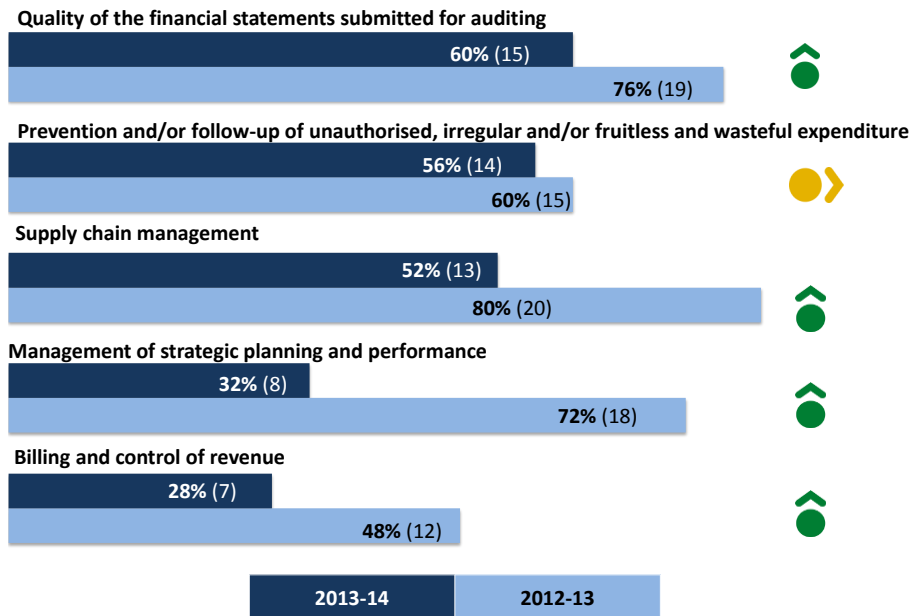 Quality of the financial statements submitted for auditing
60% (15)
76% (19)
Prevention and/or follow-up of unauthorised, irregular and/or fruitless and wasteful expenditure
56% (14)
60% (15)
Supply chain management
52% (13)
80% (20)
Management of strategic planning and performance
32% (8)
72% (18)
Billing and control of revenue
28% (7)
48% (12)
2013-14 2012-13